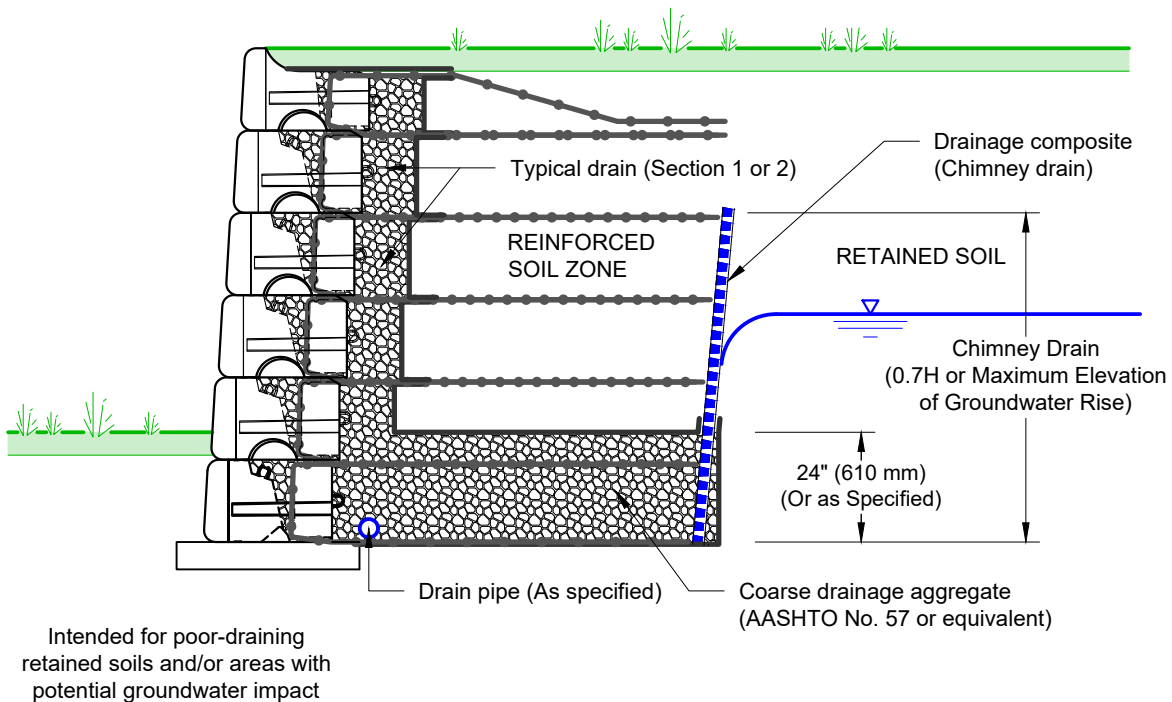 Typical drain (Section 1 or 2)
Drainage composite
(Chimney drain)
REINFORCED
SOIL ZONE
RETAINED SOIL
Chimney Drain
(0.7H or Maximum Elevation
of Groundwater Rise)
24" (610 mm)
(Or as Specified)
Drain pipe (As specified)
Coarse drainage aggregate
(AASHTO No. 57 or equivalent)
Intended for poor-draining
retained soils and/or areas with
potential groundwater impact